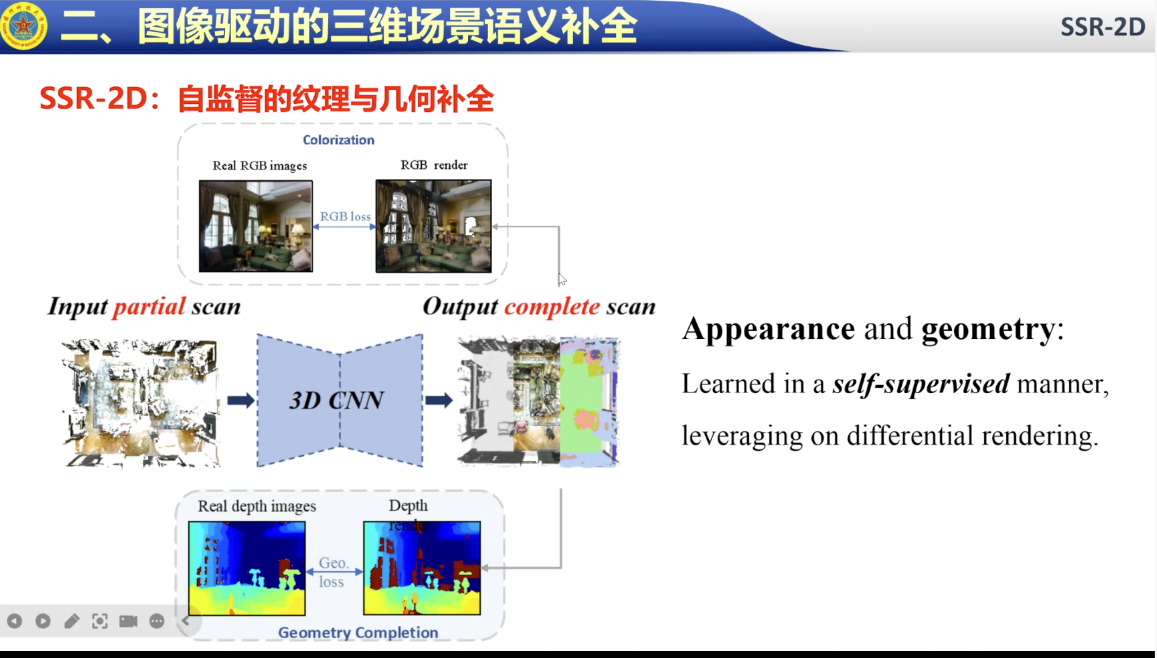 二、图像驱动的三维场景语义补全
SSR-2D
SSR-2D：自监督的纹理与几何补全
Colorization
Real RGB images
RGB render
RGB loss
Input partial scan
Output complete scan
3D CNN
Appearance and geometry:
Learned in a self-supervised manner,
leveraging on differential rendering.
Real depth images
Depth
Geo.
loss
Geometry Completion